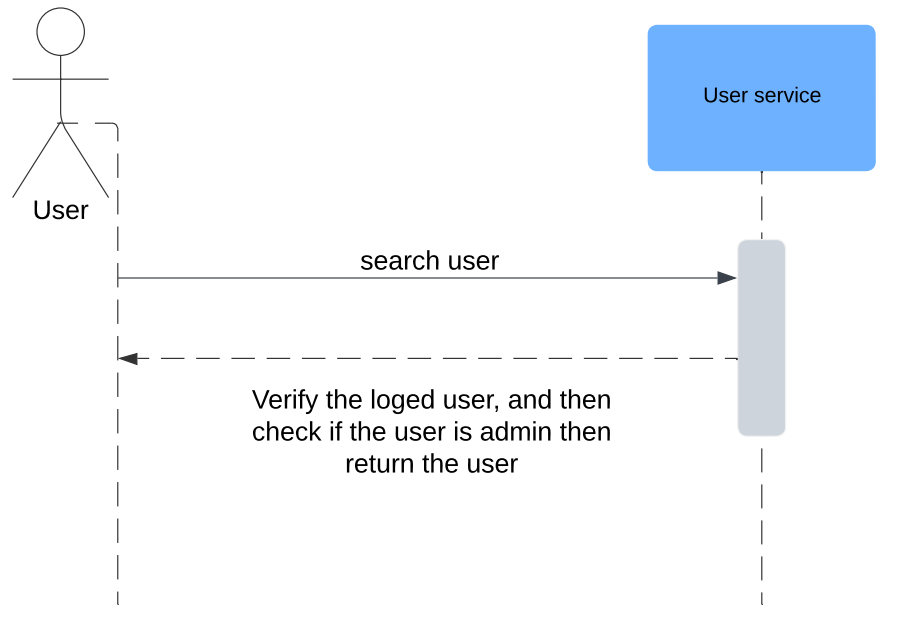 User service
User
search user
Verify the loged user, and then
check if the user is admin then
return the user